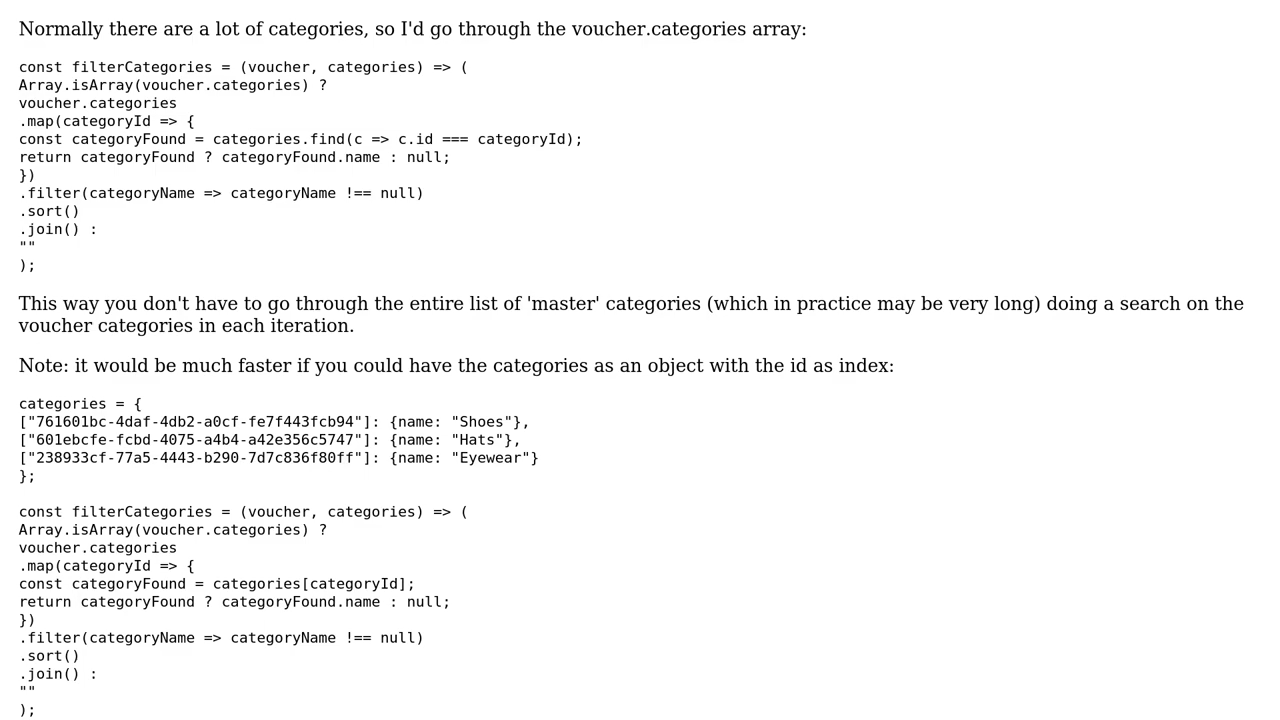 Normally there are a lot of categories, so I'd go through the voucher.categories array:
const filterCategories = (voucher, categories) => (
Array.isArray(voucher.categories) ?
voucher.categories
.map(categoryId => {
const categoryFound = categories.find(c => c.id === categoryId);
return categoryFound ? categoryFound.name : null;
})
.filter(categoryName => categoryName !== null)
.sort()
.join() :
""
);
This way you don't have to go through the entire list of 'master' categories (which in practice may be very long) doing a search on the
voucher categories in each iteration.
Note: it would be much faster if you could have the categories as an object with the id as index:
categories = {
["761601bc-4daf-4db2-a0cf-fe7f443fcb94"]: {name: "Shoes"},
["601ebcfe-fcbd-4075-a4b4-a42e356c5747"]: {name: "Hats"},
["238933cf-77a5-4443-b290-7d7c836f80ff"]: {name: "Eyewear"}
};
const filterCategories = (voucher, categories) => (
Array.isArray(voucher.categories) ?
voucher.categories
.map(categoryId => {
const categoryFound = categories[categoryId];
return categoryFound ? categoryFound.name : null;
})
.filter(categoryName => categoryName !== null)
.sort()
.join() :
""
);